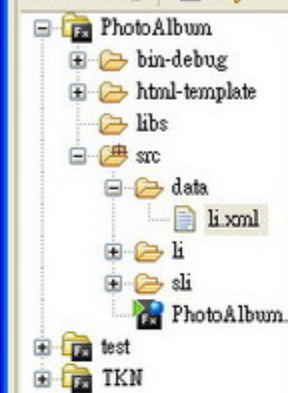 PhotoAlbum
bin-debug
html-template
libs
src
data
li.xml
li
sli
PhotoAlbum.
test
TKN